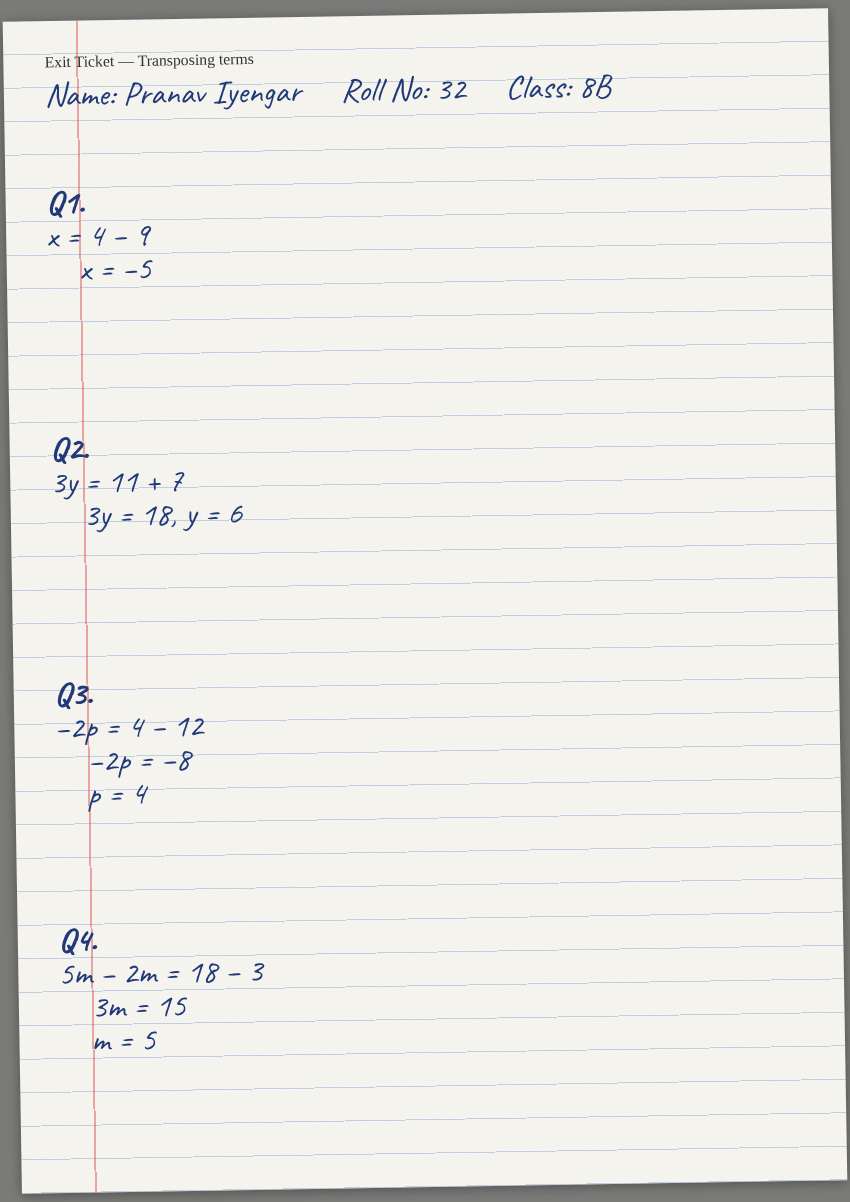 Exit Ticket — Transposing terms
Name: Pranav Iyengar Roll No: 32 Class: 8B
Q1.
x = 4 − 9
x = −5
Q2.
3y = 11 + 7
3y = 18, y = 6
Q3.
−2p = 4 − 12
−2p = −8
p = 4
Q4.
5m − 2m = 18 − 3
3m = 15
m = 5